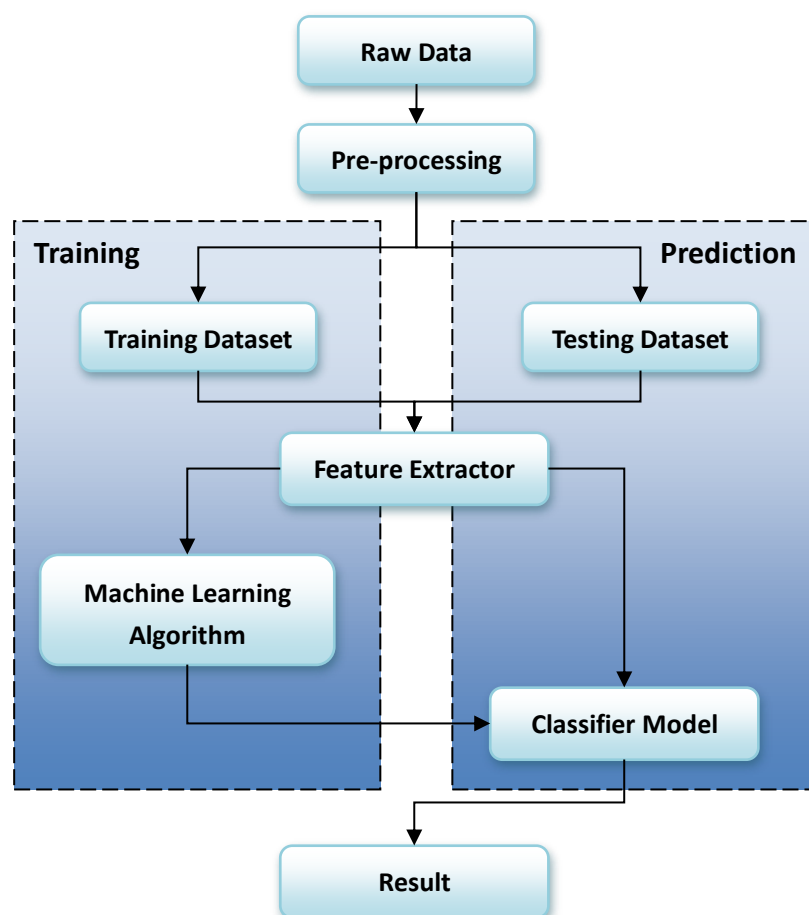 Raw Data
Pre-processing
Training
Prediction
Training Dataset
Testing Dataset
Feature Extractor
Machine Learning
Algorithm
Classifier Model
Result